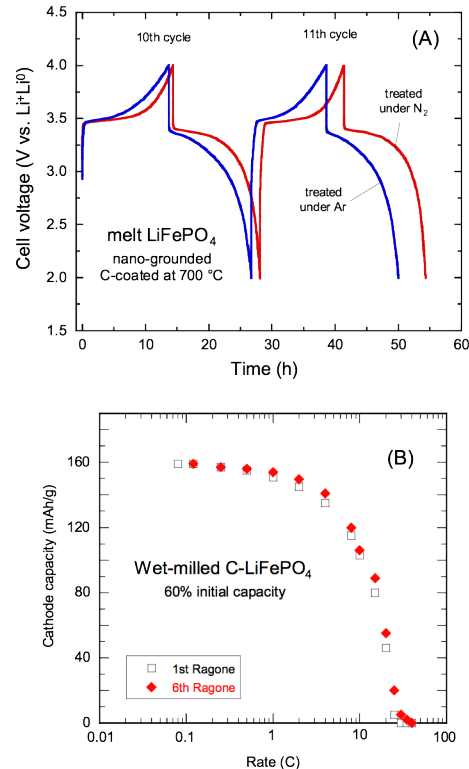 10th cycle
11th cycle
(A)
treated
under N₂
treated
under Ar
melt LiFePO₄
nano-grounded
C-coated at 700 °C
Cell voltage (V vs. Li⁺Li⁰)
4.5
4.0
3.5
3.0
2.5
2.0
1.5
0 10 20 30 40 50 60
Time (h)
(B)
Cathode capacity (mAh/g)
200
160
120
80
40
0
Wet-milled C-LiFePO₄
60% initial capacity
1st Ragone
6th Ragone
0.01 0.1 1 10 100
Rate (C)